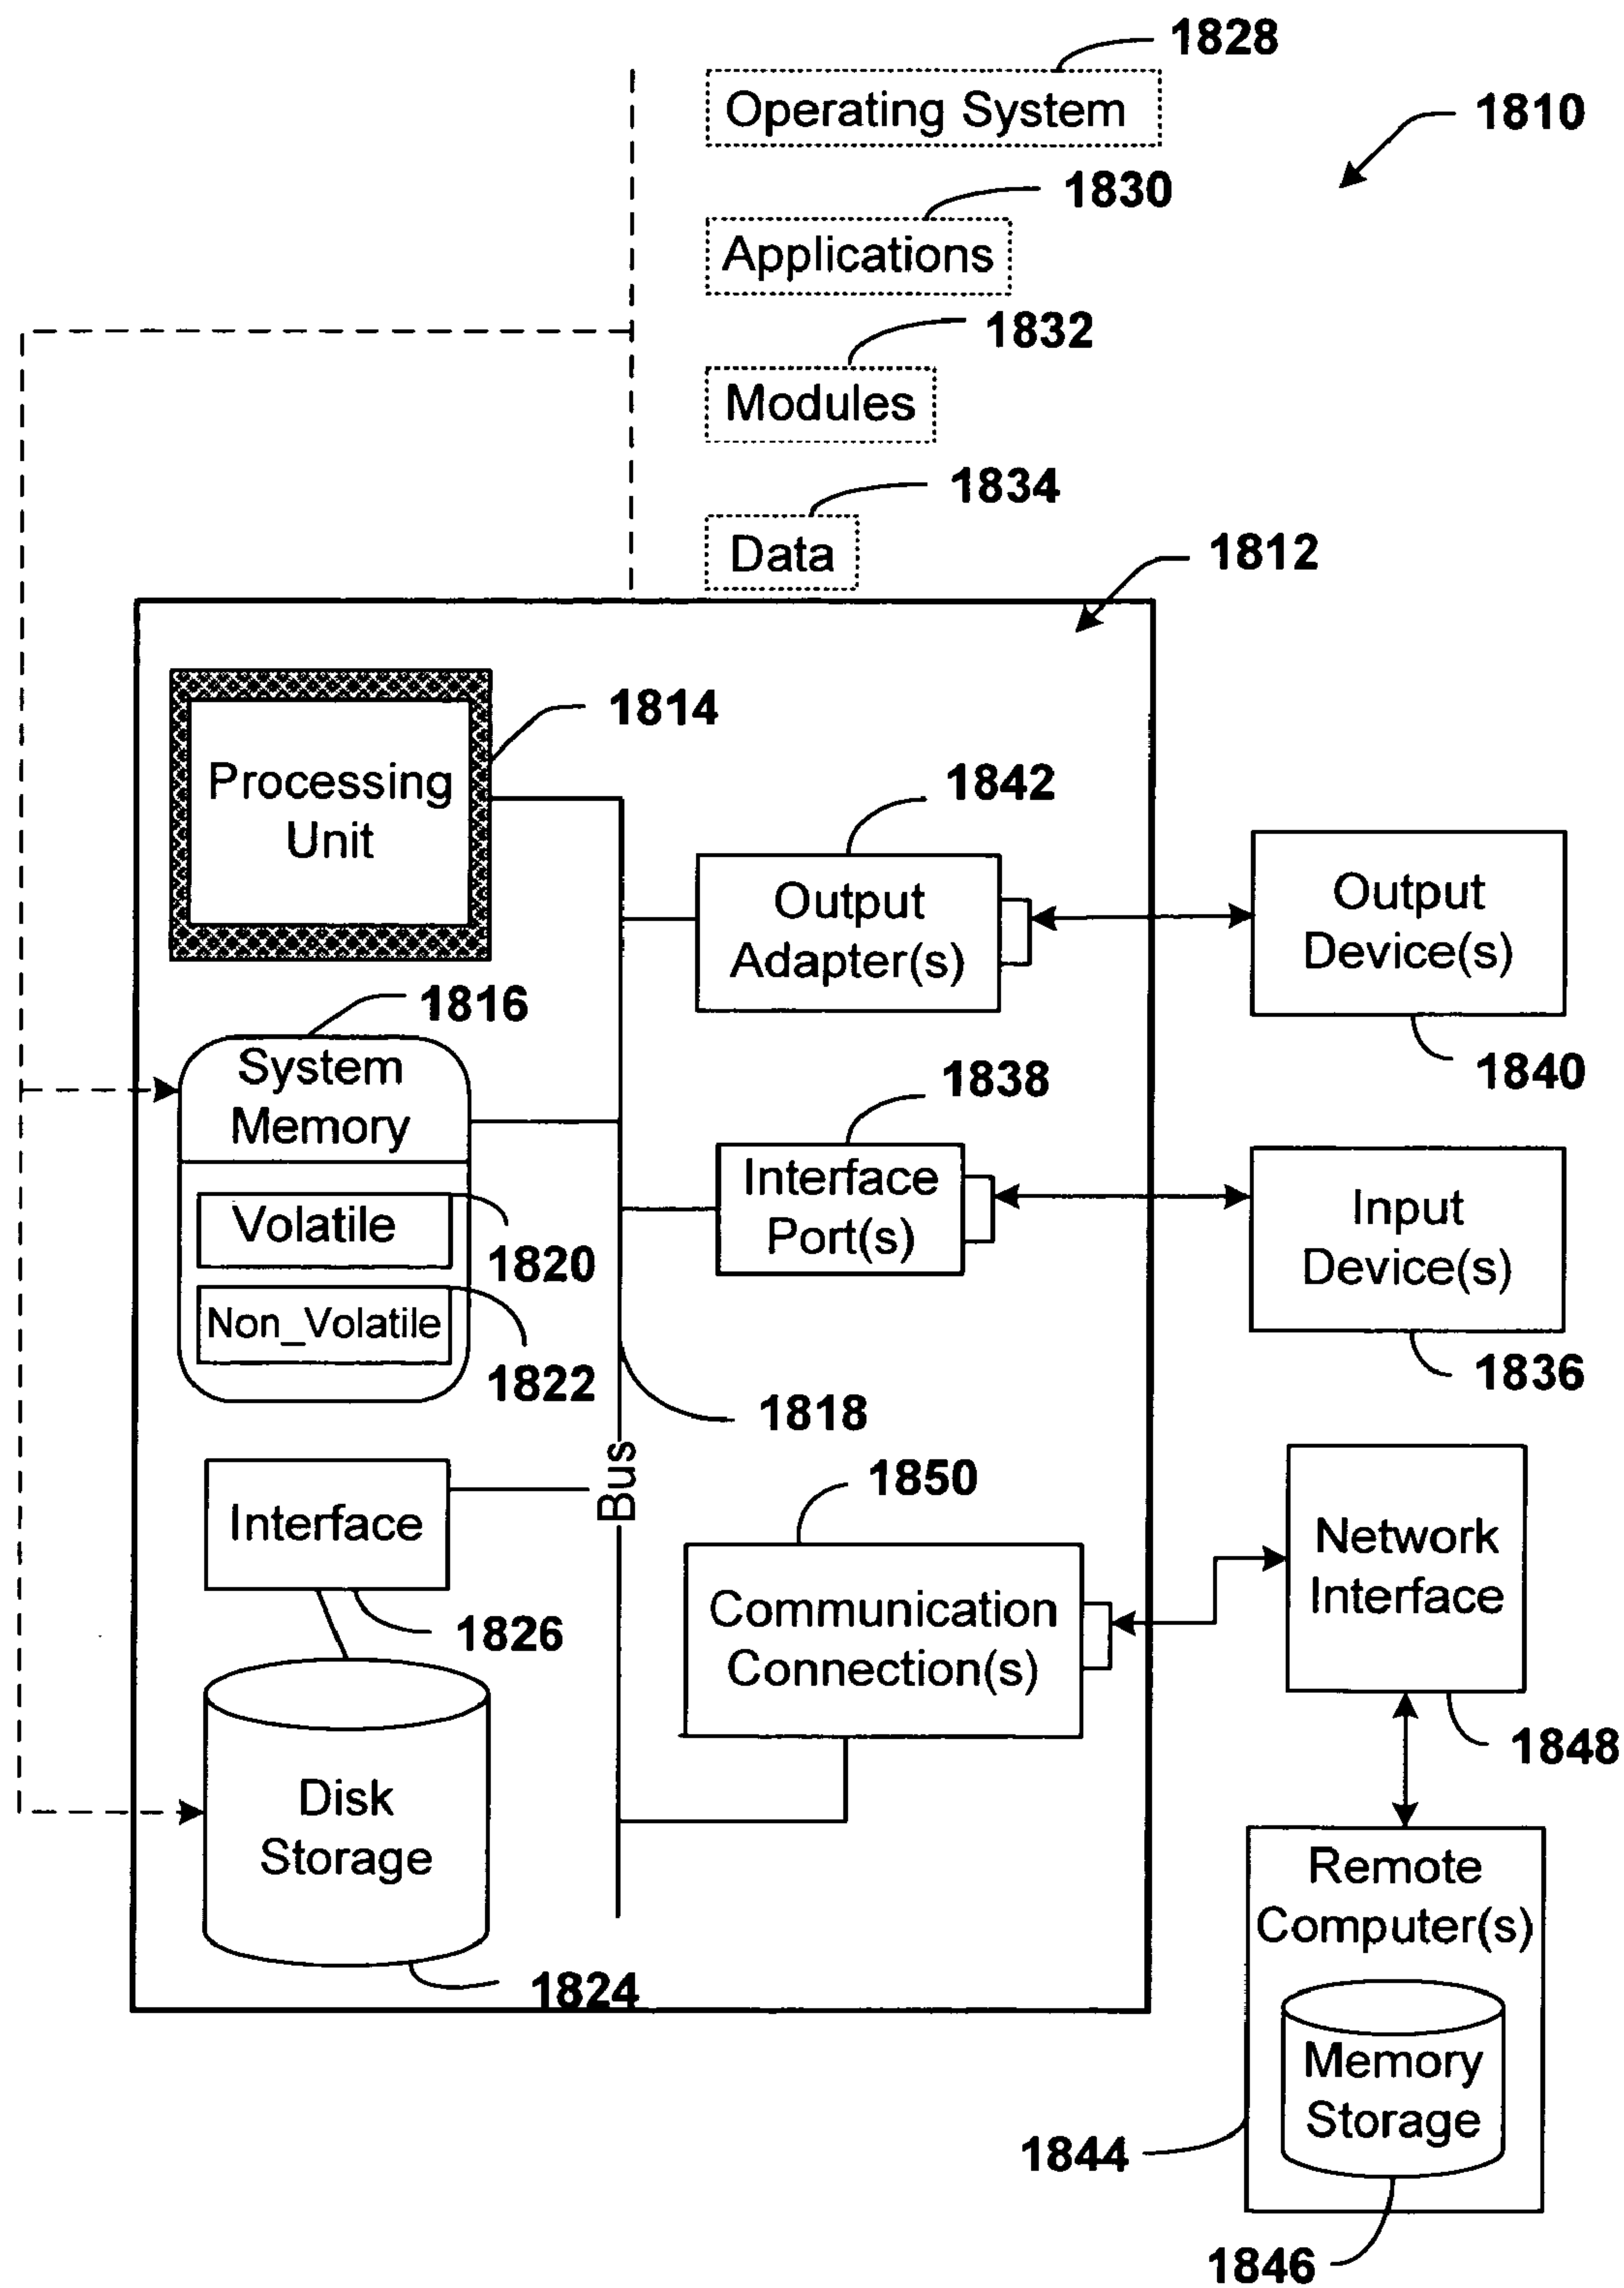 1828
Operating System
1810
1830
Applications
1832
Modules
1834
Data
1812
1814
Processing
Unit
1842
Output
Adapter(s)
Output
Device(s)
1840
1816
System
Memory
1838
Interface
Port(s)
Input
Device(s)
1836
Volatile
1820
Non_Volatile
1822
1818
Bus
Interface
1826
1850
Communication
Connection(s)
Network
Interface
1848
Disk
Storage
1824
Remote
Computer(s)
Memory
Storage
1844
1846